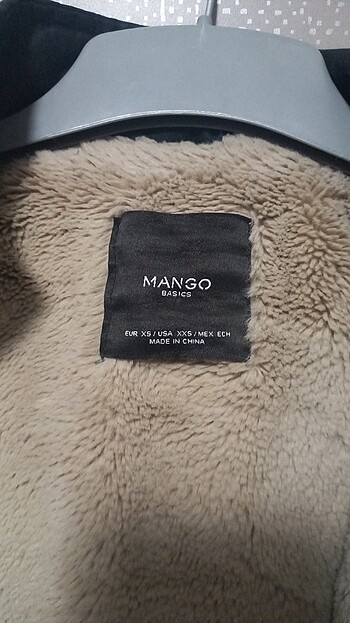 MANGO
BASICS
EUR XS / USA XXS / MEX ECH
MADE IN CHINA